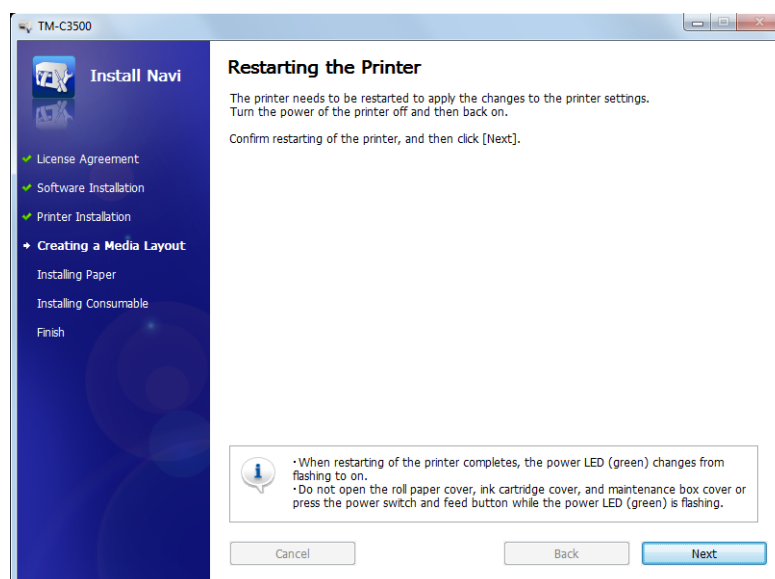 TM-C3500
Install Navi
License Agreement
Software Installation
Printer Installation
Creating a Media Layout
Installing Paper
Installing Consumable
Finish
Restarting the Printer
The printer needs to be restarted to apply the changes to the printer settings.
Turn the power of the printer off and then back on.
Confirm restarting of the printer, and then click [Next].
・When restarting of the printer completes, the power LED (green) changes from
flashing to on.
・Do not open the roll paper cover, ink cartridge cover, and maintenance box cover or
press the power switch and feed button while the power LED (green) is flashing.
Cancel
Back
Next